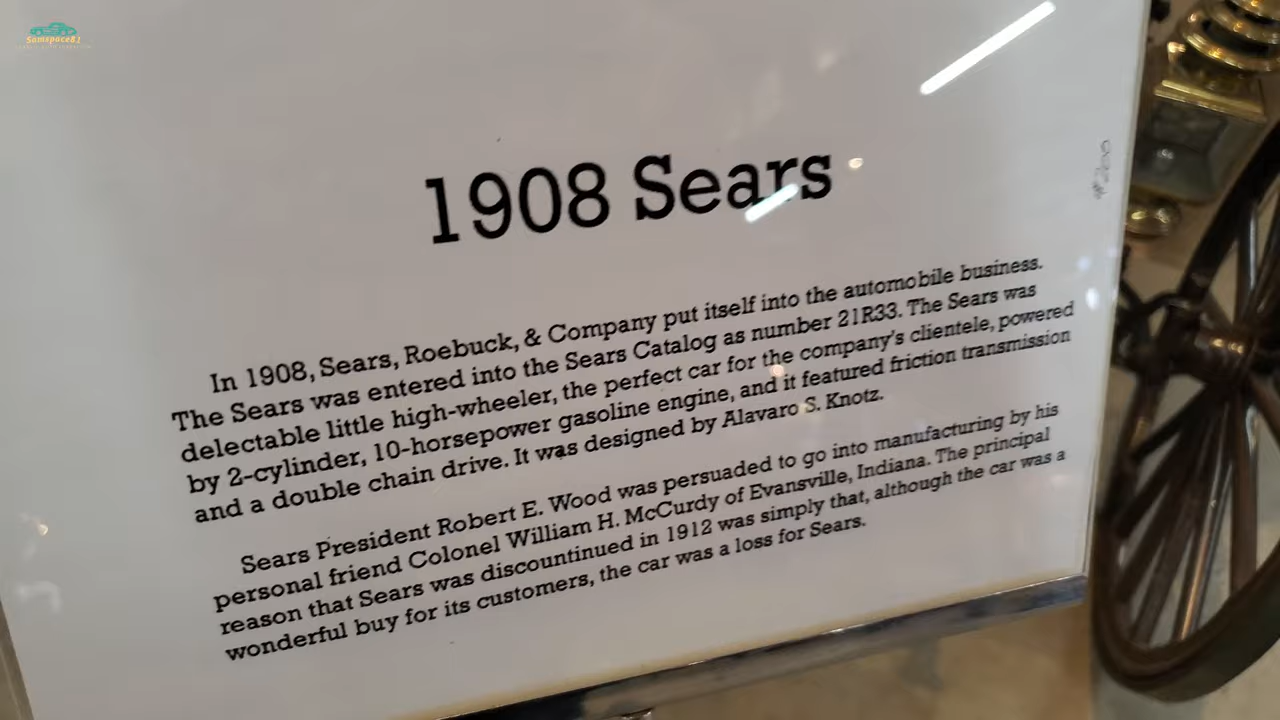 Samspace81
1908 Sears
In 1908, Sears, Roebuck, & Company put itself into the automobile business.
The Sears was entered into the Sears Catalog as number 21R33. The Sears was
delectable little high-wheeler, the perfect car for the company's clientele, powered
by 2-cylinder, 10-horsepower gasoline engine, and it featured friction transmission
and a double chain drive. It was designed by Alavaro S. Knotz.
Sears President Robert E. Wood was persuaded to go into manufacturing by his
personal friend Colonel William H. McCurdy of Evansville, Indiana. The principal
reason that Sears was discountinued in 1912 was simply that, although the car was a
wonderful buy for its customers, the car was a loss for Sears.